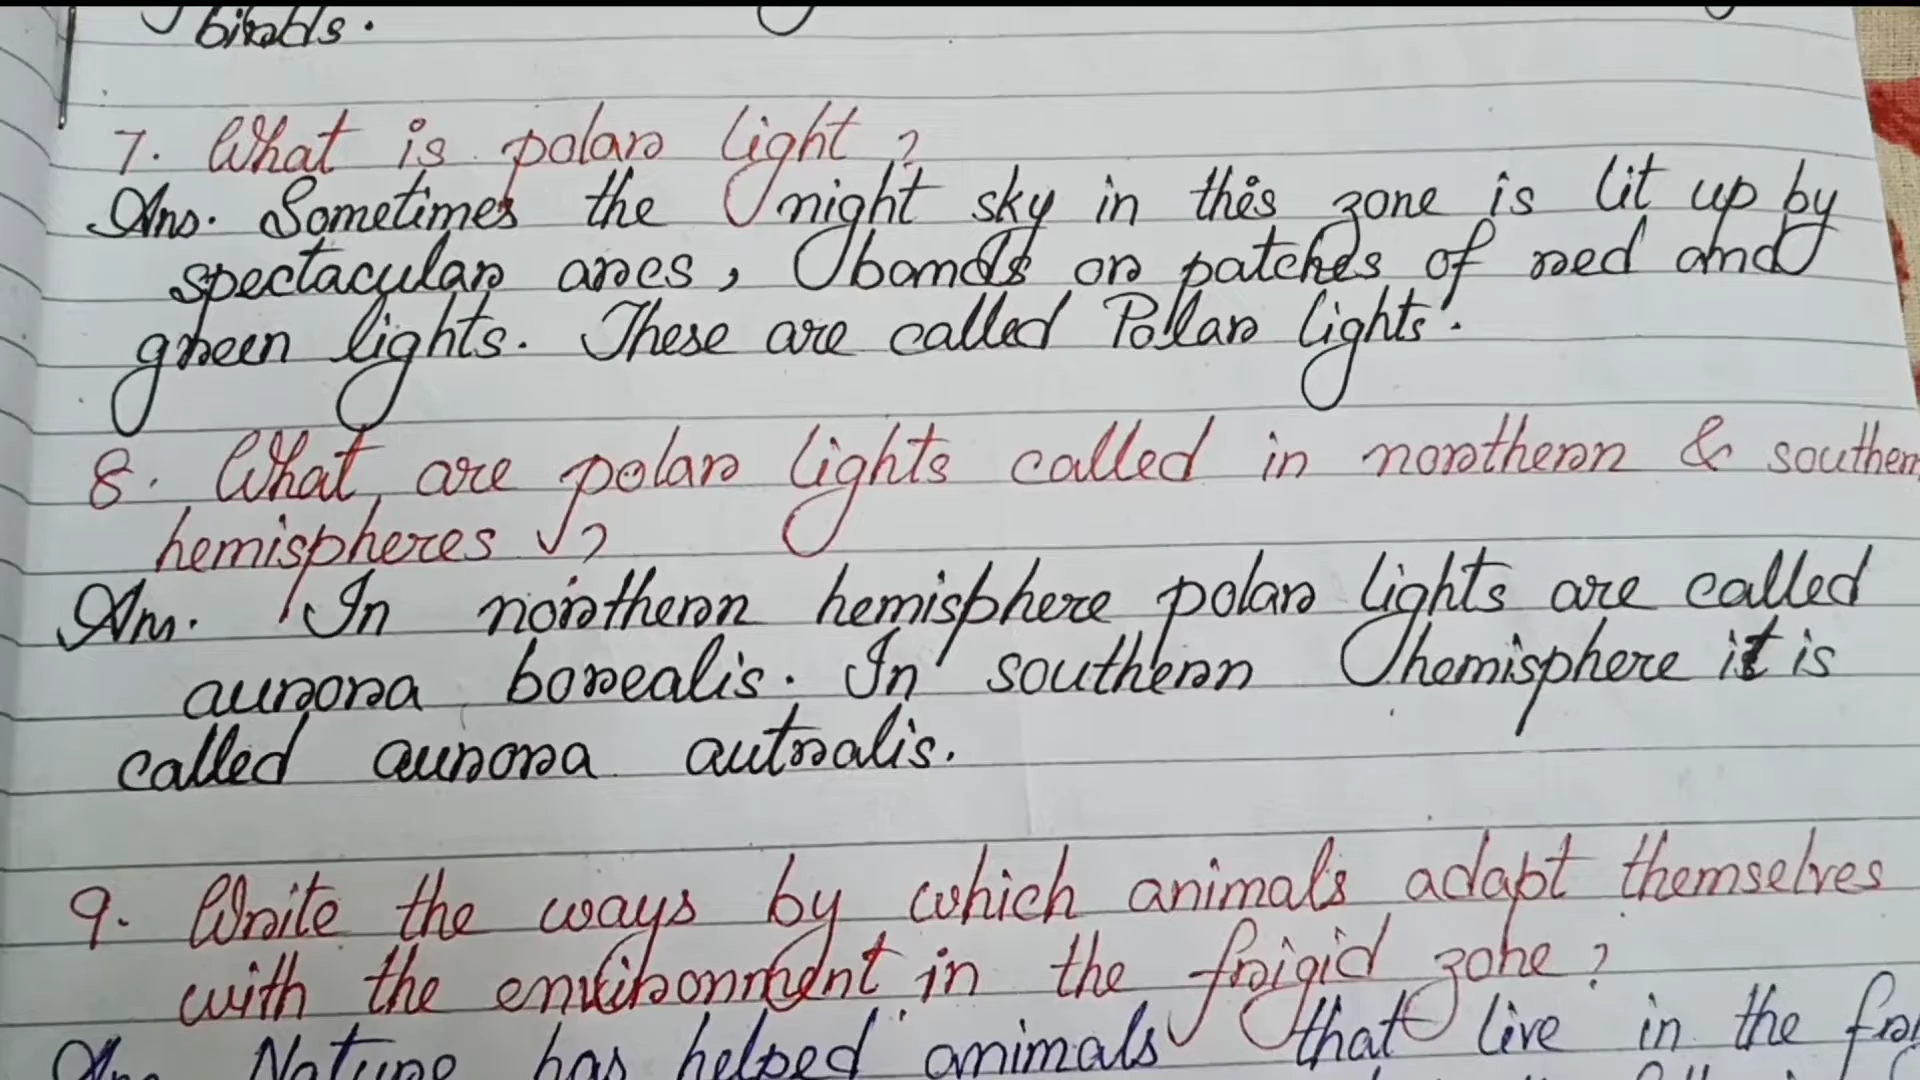 7. What is polar light ?
Ans. Sometimes the night sky in this zone is lit up by
spectacular arcs, bands or patches of red and
green lights. These are called Polar lights.
8. What are polar lights called in northern & southern
hemispheres ?
Ans. In northern hemisphere polar lights are called
aurora borealis. In southern hemisphere it is
called aurora autralis.
9. Write the ways by which animals adapt themselves
with the environment in the frigid zone ?
Ans. Nature has helped animals that live in the